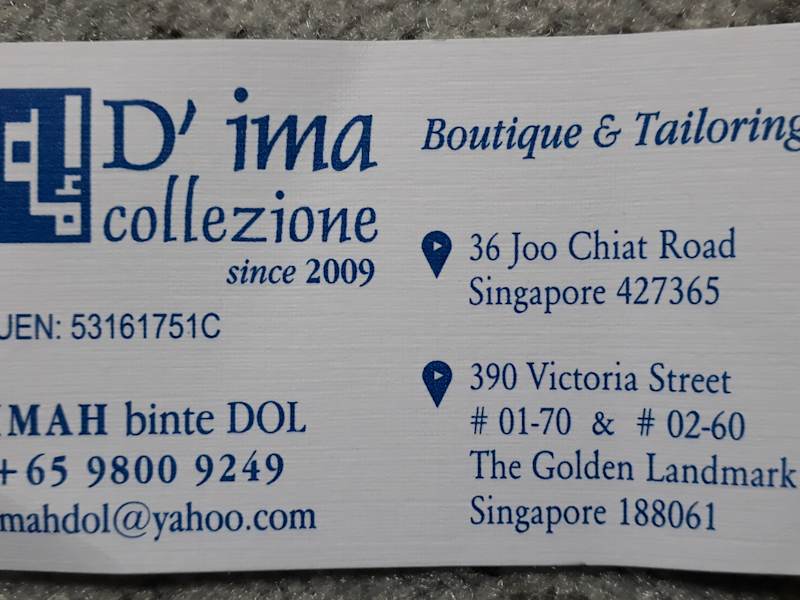 D' ima
collezione
since 2009
UEN: 53161751C
IMAH binte DOL
+65 9800 9249
mahdol@yahoo.com
Boutique & Tailoring
36 Joo Chiat Road
Singapore 427365
390 Victoria Street
# 01-70 & # 02-60
The Golden Landmark
Singapore 188061